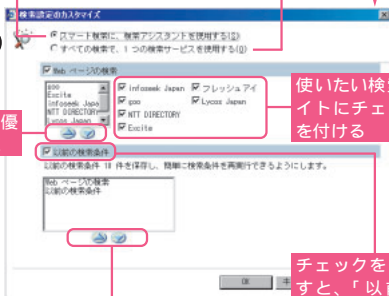 検索設定のカスタマイズ
スマート検索に、検索アシスタントを使用する(S)
すべての検索で、1つの検索サービスを使用する(O)
Web ページの検索
goo
Excite
infoseek Japa
NTT DIRECTORY
Lycos Japan
infoseek Japan
フレッシュ アイ
goo
Lycos Japan
NTT DIRECTORY
Excite
使いたい検
イトにチェ
を付ける
優
以前の検索条件
以前の検索条件 10 件を保存し、簡単に検索条件を再実行できるようにします。
Web ページの検索
以前の検索条件
OK
チェックを
すと、「以